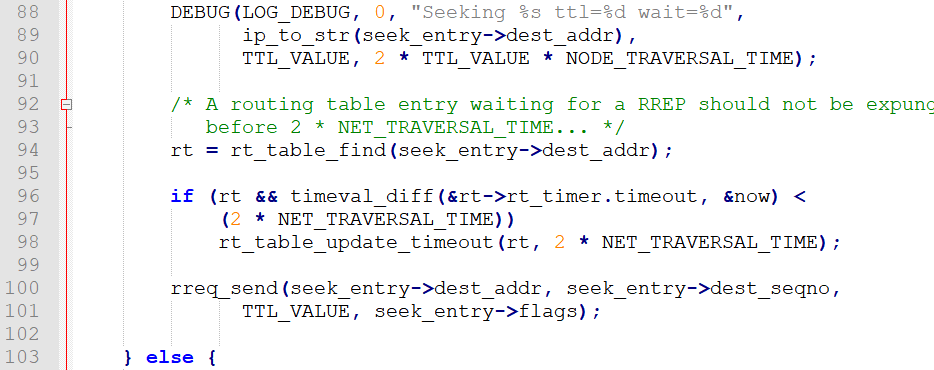 88 DEBUG(LOG_DEBUG, 0, "Seeking %s ttl=%d wait=%d",
89 ip_to_str(seek_entry->dest_addr),
90 TTL_VALUE, 2 * TTL_VALUE * NODE_TRAVERSAL_TIME);
91
92 /* A routing table entry waiting for a RREP should not be expung
93 before 2 * NET_TRAVERSAL_TIME... */
94 rt = rt_table_find(seek_entry->dest_addr);
95
96 if (rt && timeval_diff(&rt->rt_timer.timeout, &now) <
97 (2 * NET_TRAVERSAL_TIME))
98 rt_table_update_timeout(rt, 2 * NET_TRAVERSAL_TIME);
99
100 rreq_send(seek_entry->dest_addr, seek_entry->dest_seqno,
101 TTL_VALUE, seek_entry->flags);
102
103 } else {